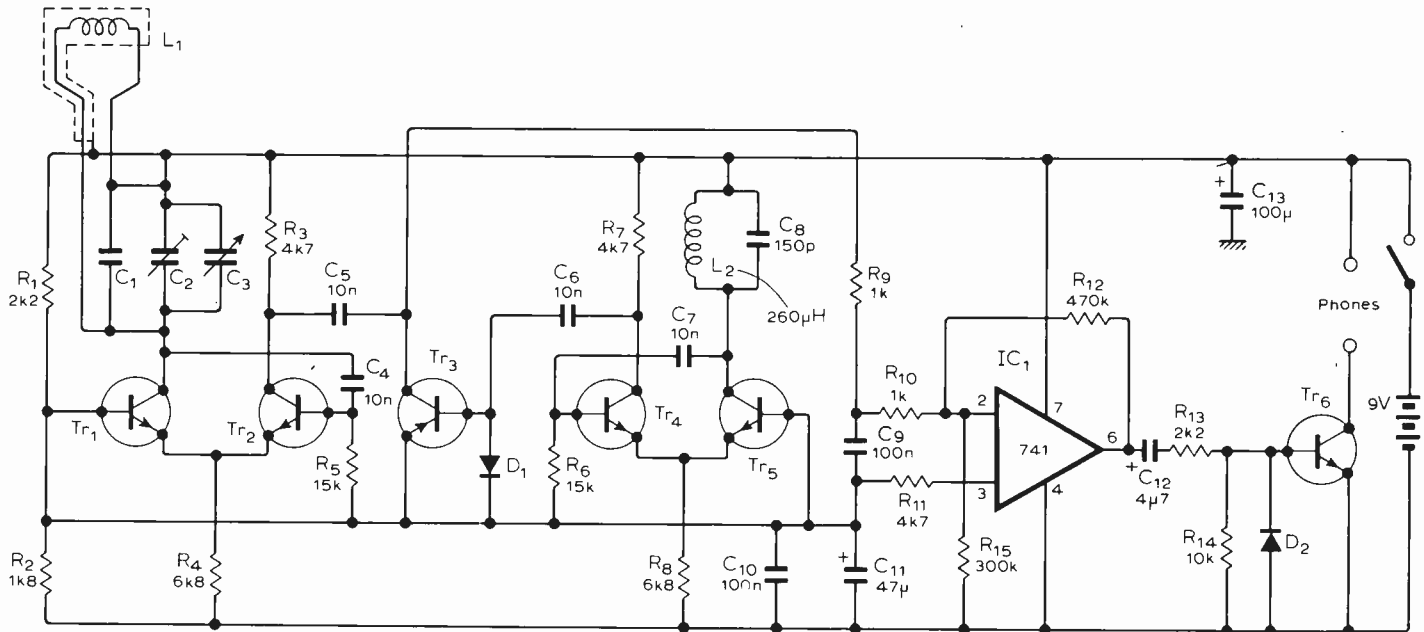 L1
R1
2k2
C1
C2
C3
R3
4k7
C5
10n
C4
10n
Tr1
Tr2
R5
15k
R2
1k8
R4
6k8
Tr3
D1
C6
10n
R7
4k7
C7
10n
C8
150p
L2
260μH
Tr4
Tr5
R6
15k
R8
6k8
C10
100n
C11
+
47μ
R9
1k
R10
1k
C9
100n
R11
4k7
R12
470k
IC1
741
2
3
7
4
6
R15
300k
+
C12
4μ7
R13
2k2
R14
10k
D2
Tr6
+
C13
100μ
Phones
9V